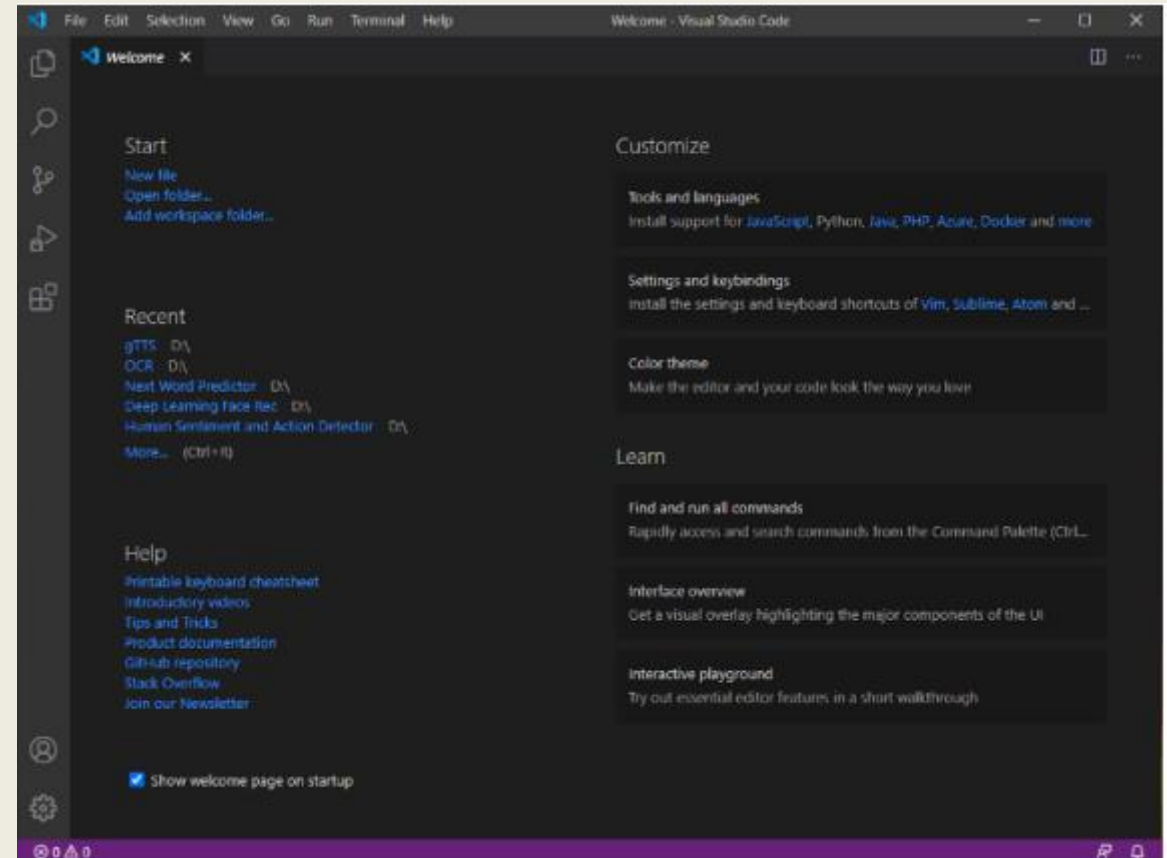 File Edit Selection View Go Run Terminal Help
Welcome - Visual Studio Code
Welcome
Start
New file
Open folder...
Add workspace folder...
Recent
gTTS D:\
OCR D:\
Next Word Predictor D:\
Deep Learning Face Rec D:\
Human Sentiment and Action Detector D:\
More... (Ctrl+R)
Help
Printable keyboard cheatsheet
Introductory videos
Tips and Tricks
Product documentation
GitHub repository
Stack Overflow
Join our Newsletter
Show welcome page on startup
Customize
Tools and languages
Install support for JavaScript, Python, Java, PHP, Azure, Docker and more
Settings and keybindings
Install the settings and keyboard shortcuts of Vim, Sublime, Atom and ...
Color theme
Make the editor and your code look the way you love
Learn
Find and run all commands
Rapidly access and search commands from the Command Palette (Ctrl...
Interface overview
Get a visual overlay highlighting the major components of the UI
Interactive playground
Try out essential editor features in a short walkthrough
0 0